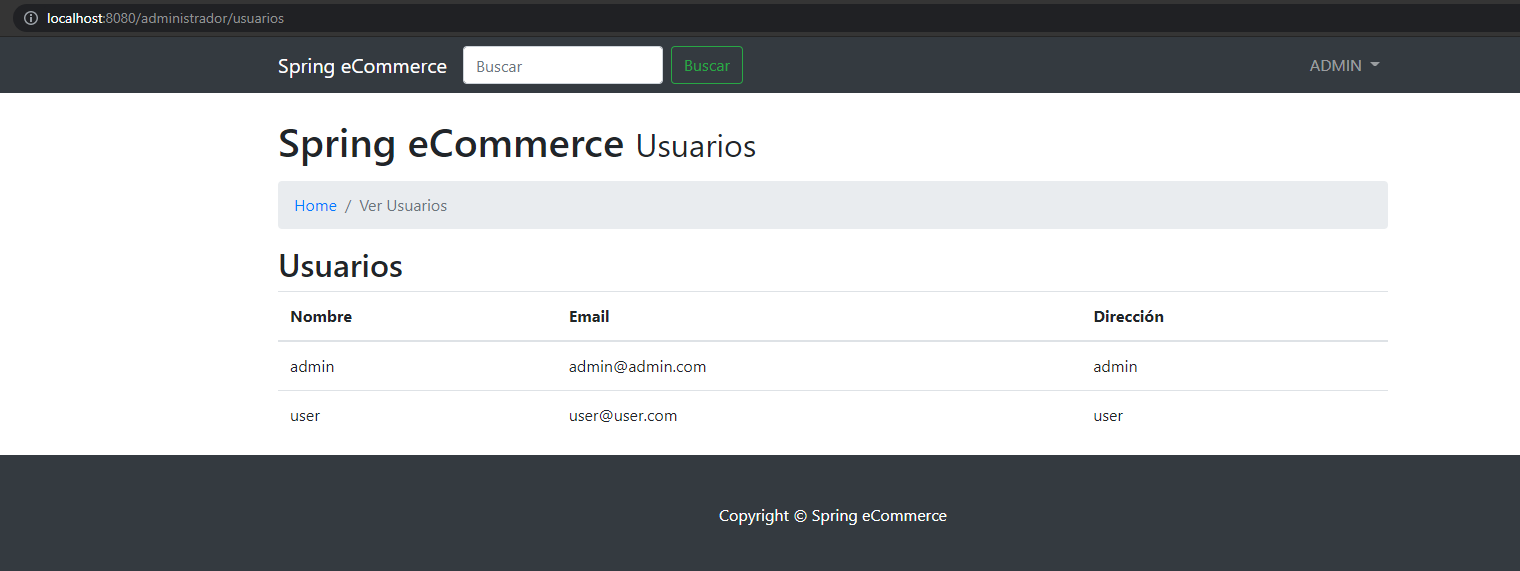 localhost:8080/administrador/usuarios
Spring eCommerce Buscar Buscar ADMIN
Spring eCommerce Usuarios
Home / Ver Usuarios
Usuarios
Nombre Email Dirección
admin admin@admin.com admin
user user@user.com user
Copyright © Spring eCommerce